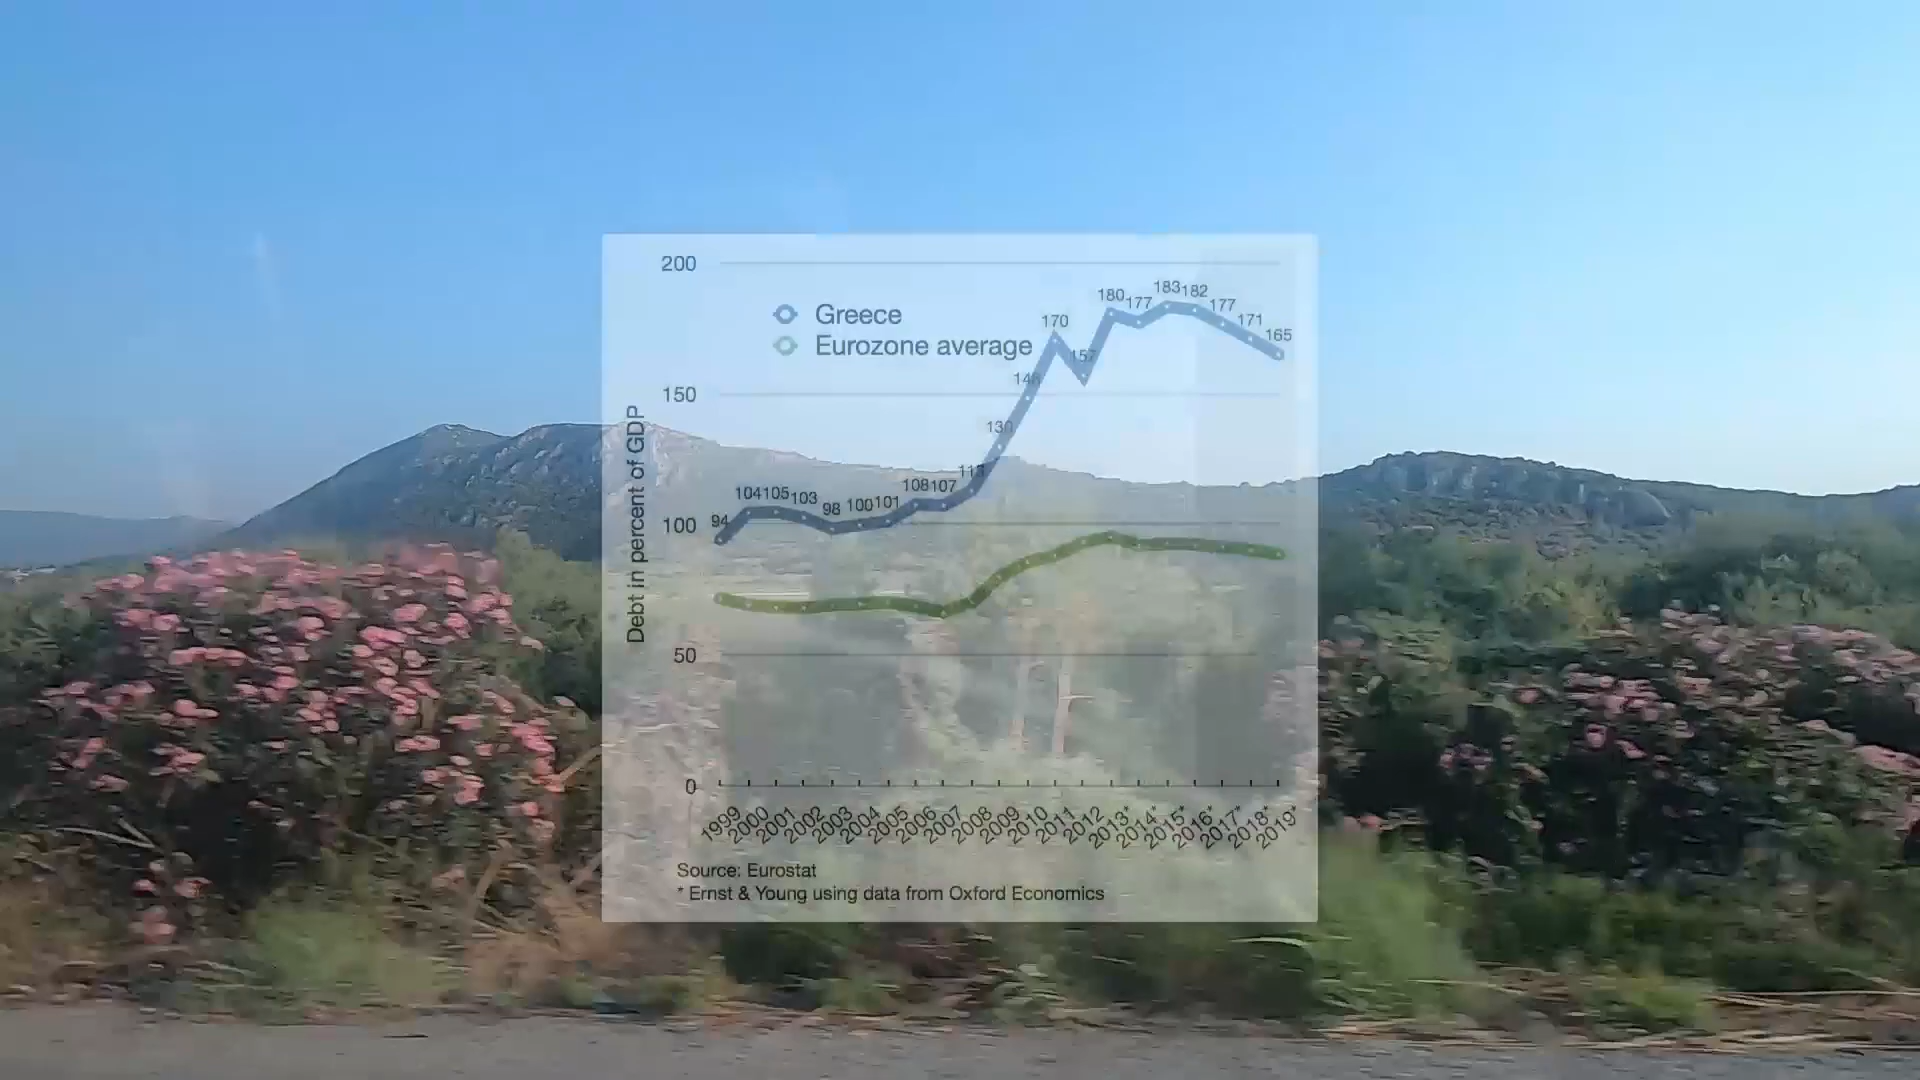 200
Greece
Eurozone average
150
100
50
0
Debt in percent of GDP
94 104 105 103 98 100 101 108 107 130 170 157 180 177 183 182 177 171 165
1999 2000 2001 2002 2003 2004 2005 2006 2007 2008 2009 2010 2011 2012 2013* 2014* 2015* 2016* 2017* 2018* 2019*
Source: Eurostat
* Ernst & Young using data from Oxford Economics